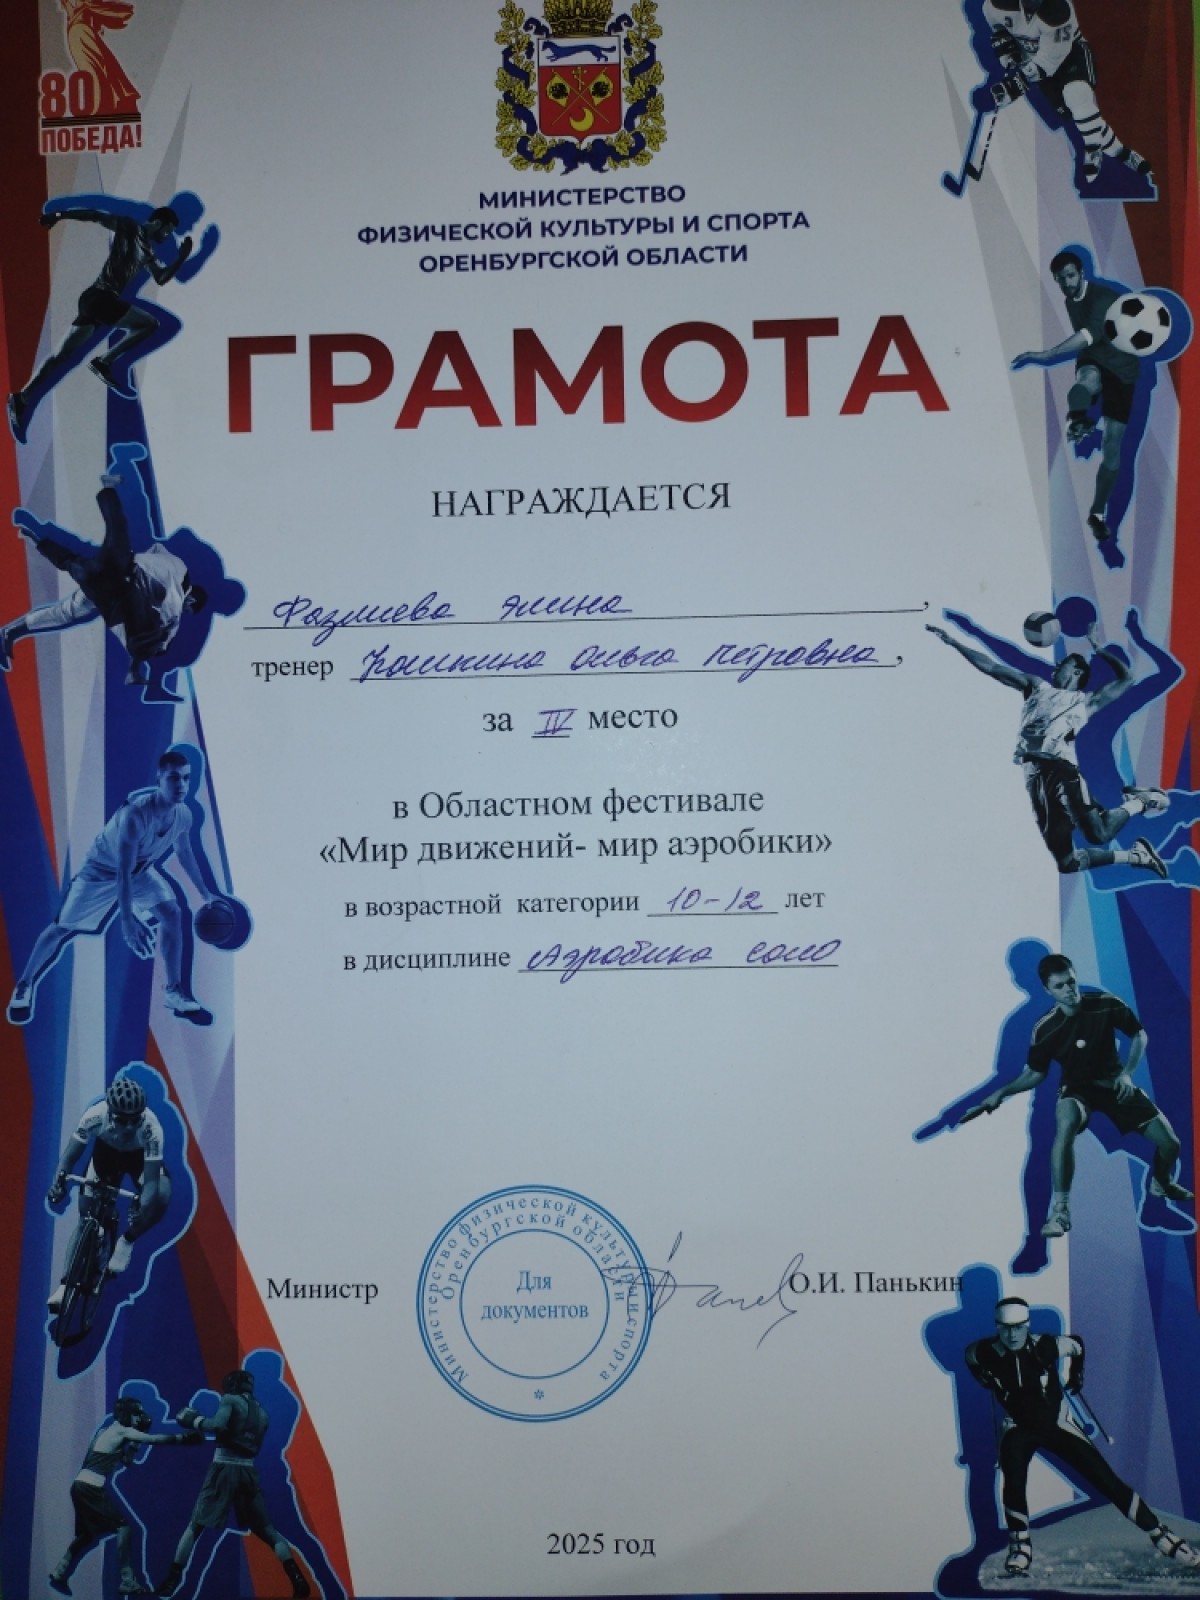 80
ПОБЕДА!
МИНИСТЕРСТВО
ФИЗИЧЕСКОЙ КУЛЬТУРЫ И СПОРТА
ОРЕНБУРГСКОЙ ОБЛАСТИ
ГРАМОТА
НАГРАЖДАЕТСЯ
Фазлиева Элина,
тренер Кошкина Ольга Петровна,
за IV место
в Областном фестивале
«Мир движений- мир аэробики»
в возрастной категории 10-12 лет
в дисциплине Аэробика соло
Министерство физической культуры и спорта
Оренбургской области
Для
документов
Министр
О.И. Панькин
2025 год